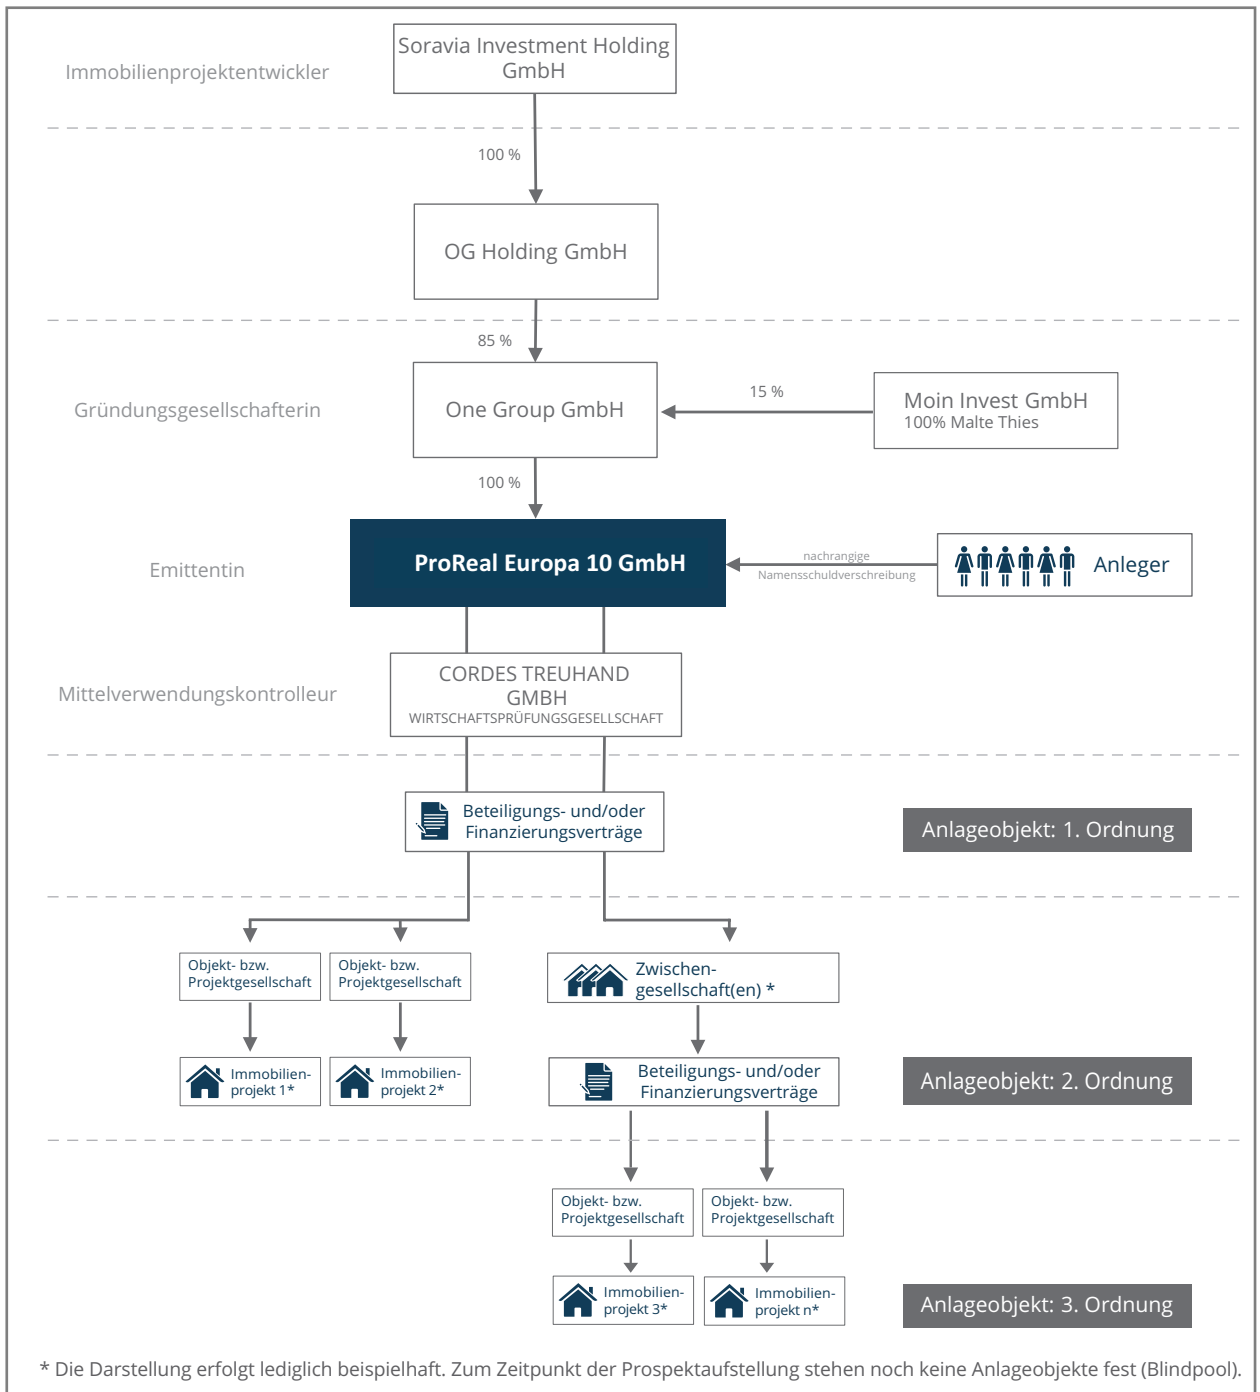 Soravia Investment Holding
GmbH
Immobilienprojektentwickler
100 %
OG Holding GmbH
85 %
Gründungsgesellschafterin
One Group GmbH
15 %
Moin Invest GmbH
100% Malte Thies
100 %
Emittentin
ProReal Europa 10 GmbH
nachrangige
Namensschuldverschreibung
Anleger
Mittelverwendungskontrolleur
CORDES TREUHAND
GMBH
WIRTSCHAFTSPRÜFUNGSGESELLSCHAFT
Beteiligungs- und/oder
Finanzierungsverträge
Anlageobjekt: 1. Ordnung
Objekt- bzw.
Projektgesellschaft
Objekt- bzw.
Projektgesellschaft
Zwischen-
gesellschaft(en) *
Immobilien-
projekt 1*
Immobilien-
projekt 2*
Beteiligungs- und/oder
Finanzierungsverträge
Anlageobjekt: 2. Ordnung
Objekt- bzw.
Projektgesellschaft
Objekt- bzw.
Projektgesellschaft
Immobilien-
projekt 3*
Immobilien-
projekt n*
Anlageobjekt: 3. Ordnung
* Die Darstellung erfolgt lediglich beispielhaft. Zum Zeitpunkt der Prospektaufstellung stehen noch keine Anlageobjekte fest (Blindpool).